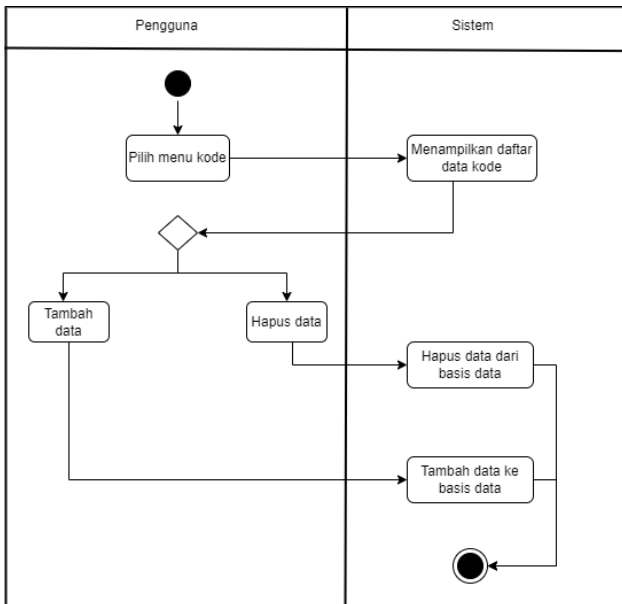 Pengguna
Sistem
Pilih menu kode
Menampilkan daftar
data kode
Tambah
data
Hapus data
Hapus data dari
basis data
Tambah data ke
basis data